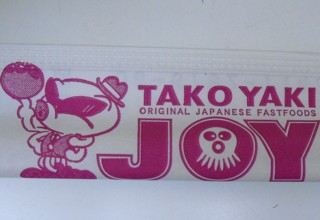 TAKO YAKI
ORIGINAL JAPANESE FASTFOODS
JOY